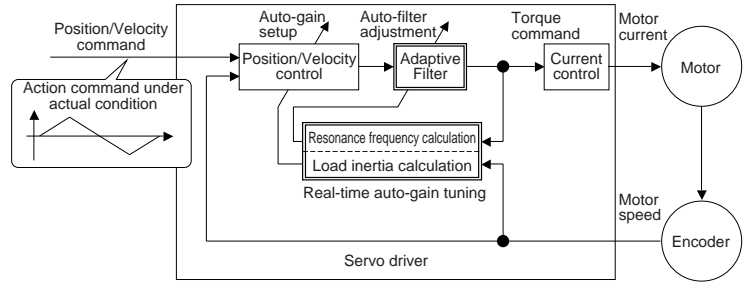 Position/Velocity
command
Auto-gain
setup
Auto-filter
adjustment
Torque
command
Motor
current
Action command under
actual condition
Position/Velocity
control
Adaptive
Filter
Current
control
Motor
Resonance frequency calculation
Load inertia calculation
Real-time auto-gain tuning
Motor
speed
Encoder
Servo driver